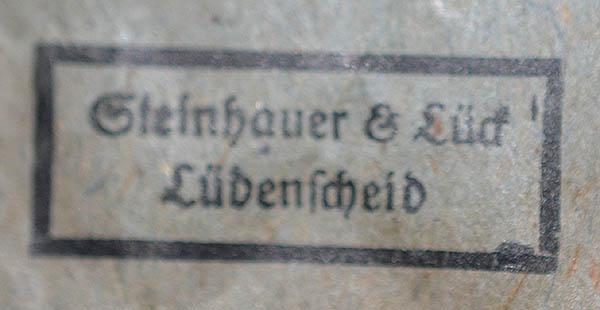 Steinhauer & Lück
Lüdenscheid